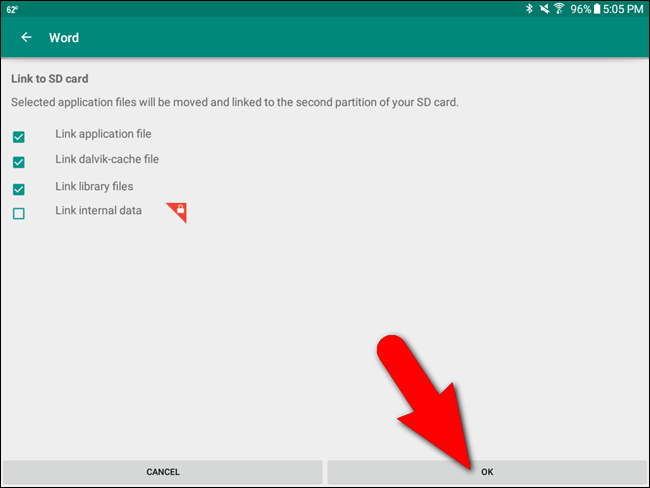 62° 96% 5:05 PM
Word
Link to SD card
Selected application files will be moved and linked to the second partition of your SD card.
Link application file
Link dalvik-cache file
Link library files
Link internal data
CANCEL OK